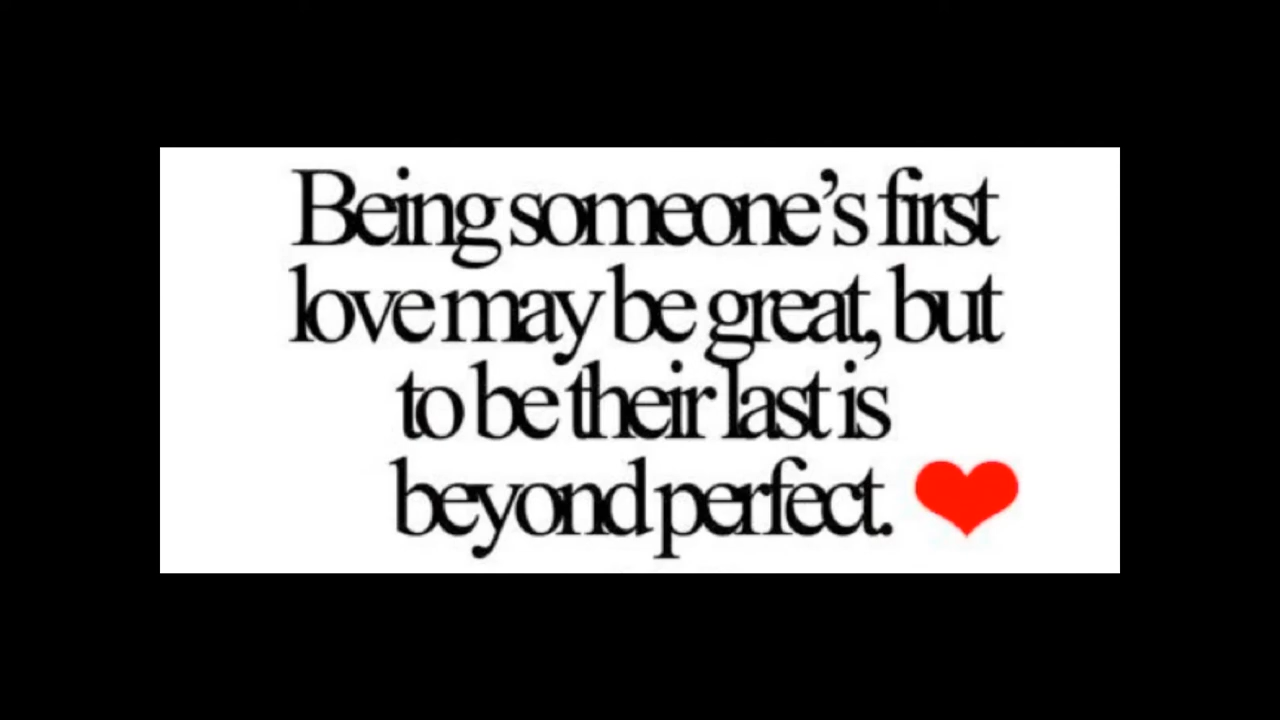 Being someone’s first
love may be great, but
to be their last is
beyond perfect.